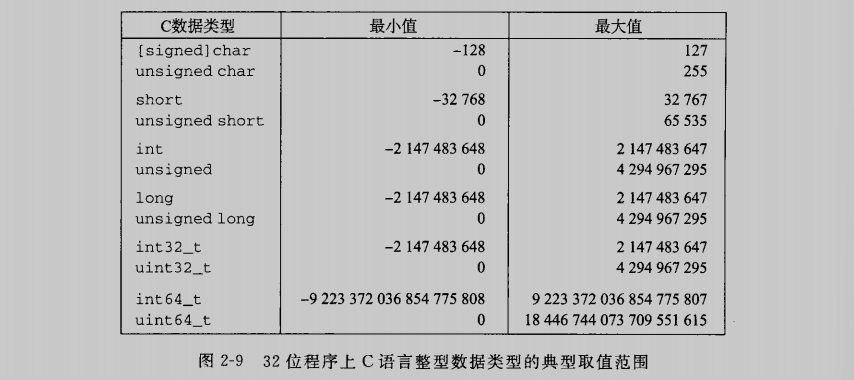 C数据类型 最小值 最大值
[signed]char −128 127
unsigned char 0 255
short −32 768 32 767
unsigned short 0 65 535
int −2 147 483 648 2 147 483 647
unsigned 0 4 294 967 295
long −2 147 483 648 2 147 483 647
unsigned long 0 4 294 967 295
int32_t −2 147 483 648 2 147 483 647
uint32_t 0 4 294 967 295
int64_t −9 223 372 036 854 775 808 9 223 372 036 854 775 807
uint64_t 0 18 446 744 073 709 551 615
图 2-9 32 位程序上 C 语言整型数据类型的典型取值范围